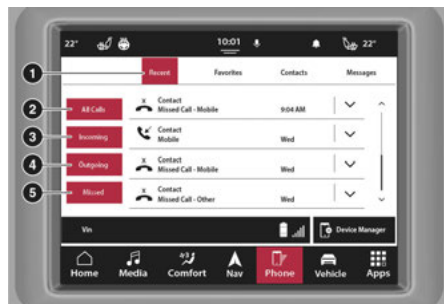 22° 10:01 22°
1 Recent Favorites Contacts Messages
2 All Calls
Contact
Missed Call - Mobile 9:04 AM
3 Incoming
Contact
Mobile Wed
4 Outgoing
Contact
Missed Call - Mobile Wed
5 Missed
Contact
Missed Call - Other Wed
Vin Device Manager
Home Media Comfort Nav Phone Vehicle Apps